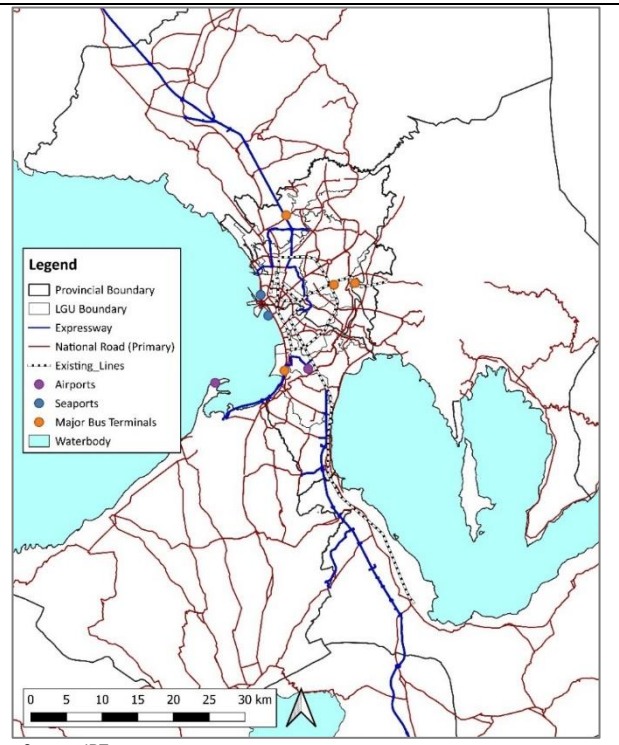 Legend
Provincial Boundary
LGU Boundary
Expressway
National Road (Primary)
Existing_Lines
Airports
Seaports
Major Bus Terminals
Waterbody
0 5 10 15 20 25 30 km